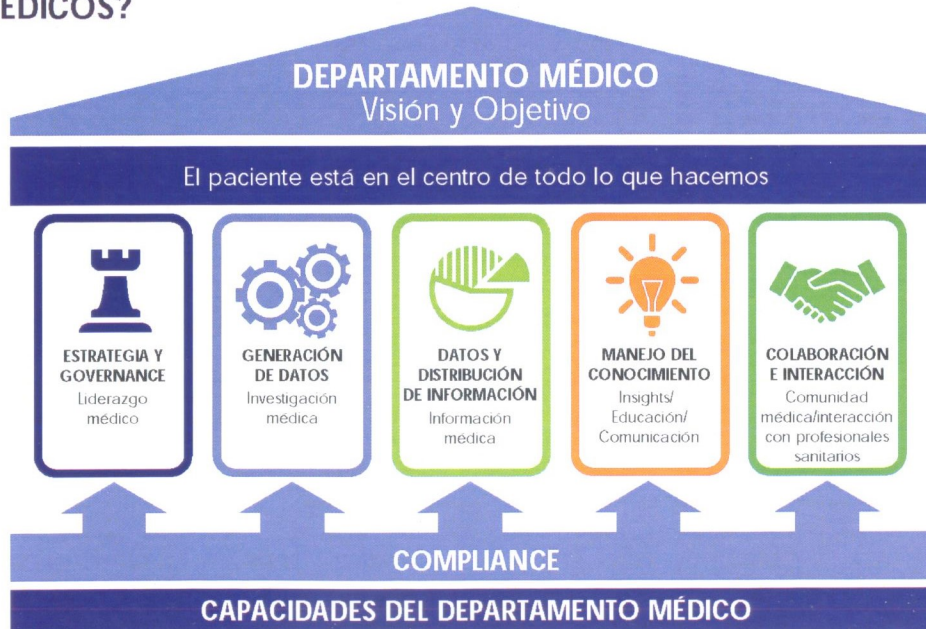 EDICOS?
DEPARTAMENTO MÉDICO
Visión y Objetivo
El paciente está en el centro de todo lo que hacemos
ESTRATEGIA Y
GOVERNANCE
Liderazgo
médico
GENERACIÓN
DE DATOS
Investigación
médica
DATOS Y
DISTRIBUCIÓN
DE INFORMACIÓN
Información
médica
MANEJO DEL
CONOCIMIENTO
Insights/
Educación/
Comunicación
COLABORACIÓN
E INTERACCIÓN
Comunidad
médica/interacción
con profesionales
sanitarios
COMPLIANCE
CAPACIDADES DEL DEPARTAMENTO MÉDICO